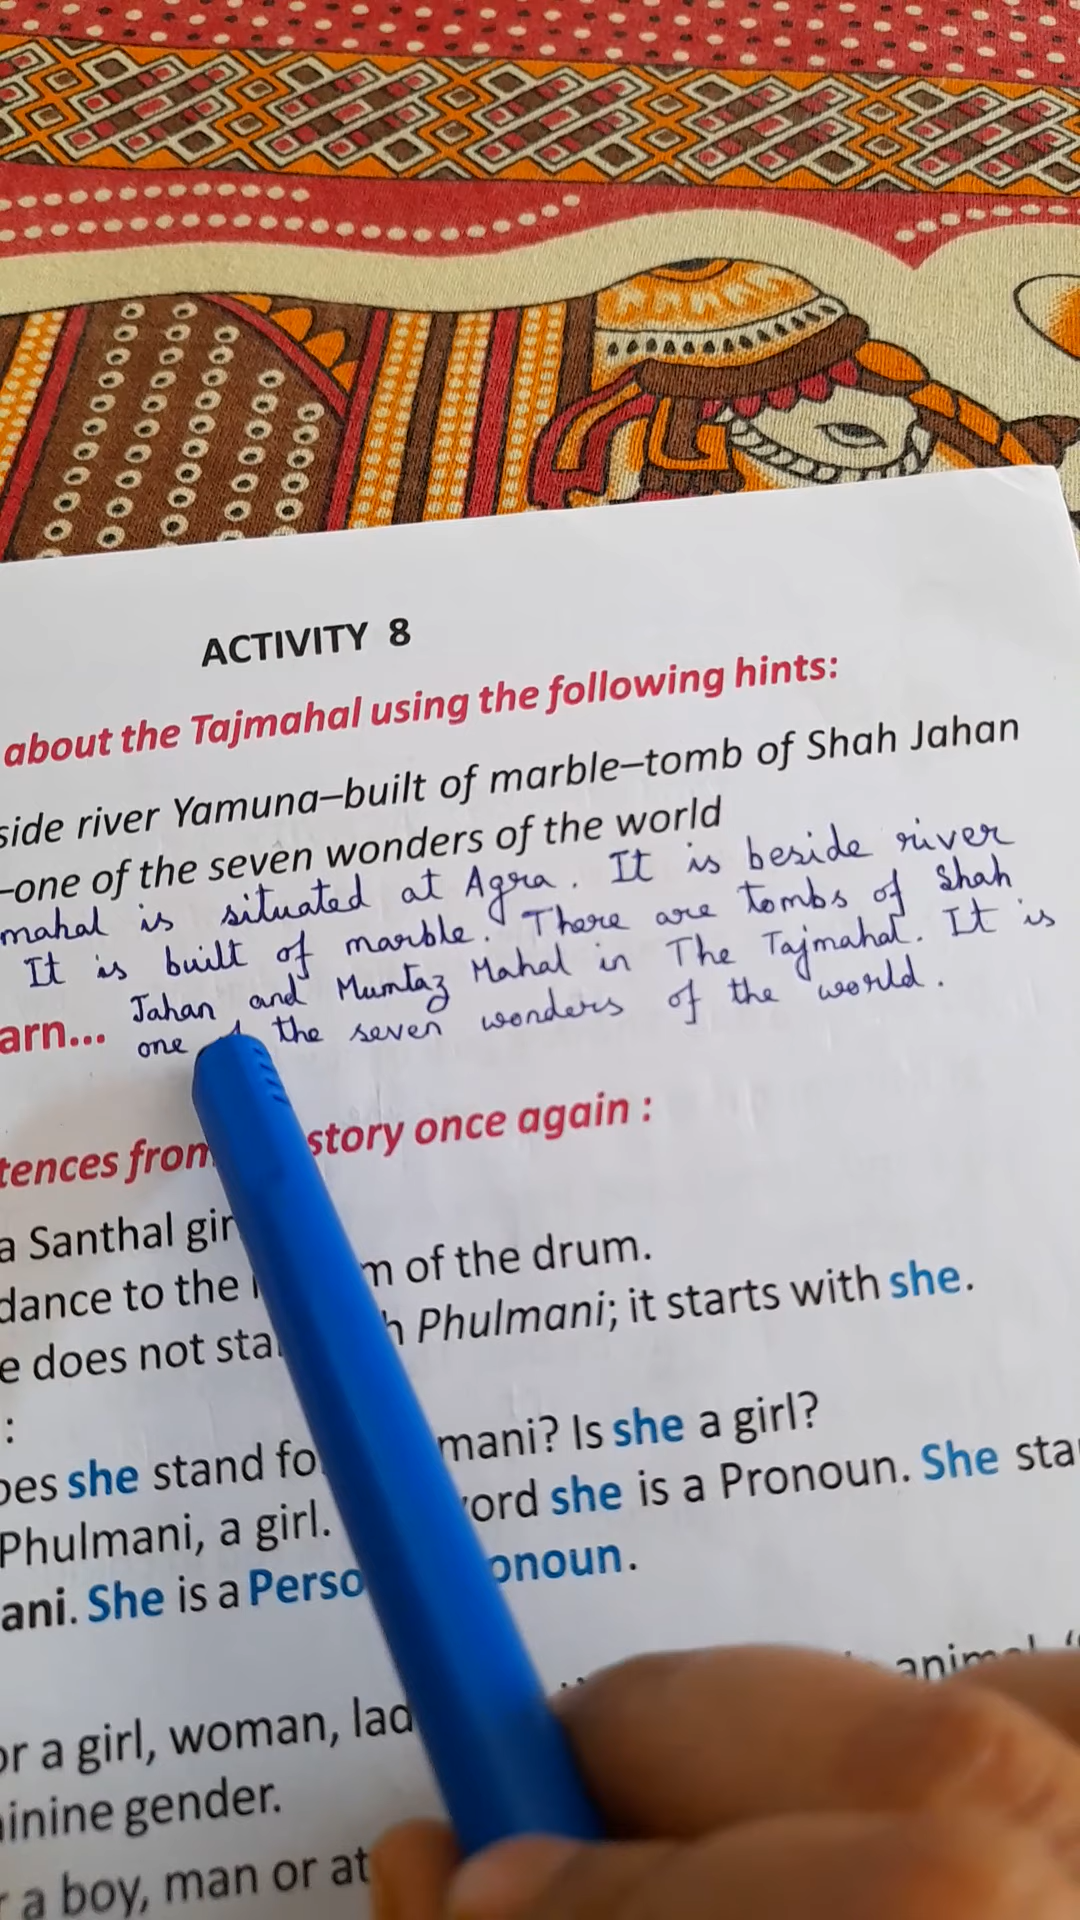 ACTIVITY 8
about the Tajmahal using the following hints:
side river Yamuna–built of marble–tomb of Shah Jahan
–one of the seven wonders of the world
mahal is situated at Agra. It is beside river
It is built of marble. There are tombs of Shah
Jahan and Mumtaz Mahal in The Tajmahal. It is
one the seven wonders of the world.
arn...
tences from story once again :
a Santhal gir
dance to the m of the drum.
e does not sta h Phulmani; it starts with she.
:
oes she stand fo mani? Is she a girl?
Phulmani, a girl. ord she is a Pronoun. She sta
ani. She is a Perso onoun.
or a girl, woman, lad
inine gender.
r a boy, man or at